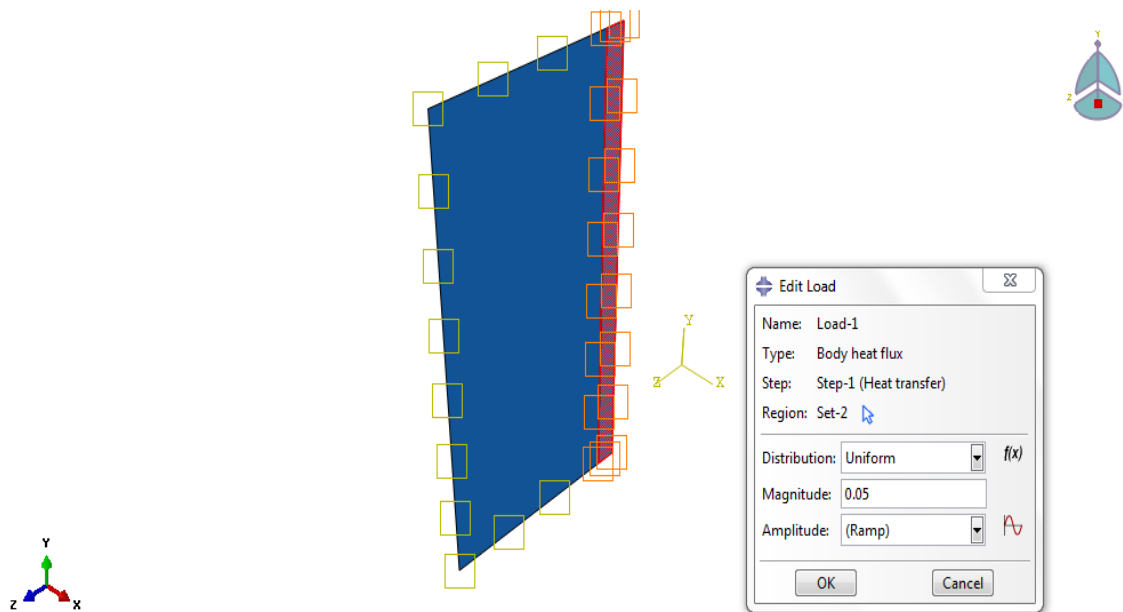 Y
Z
Y
Z
X
Edit Load
Name: Load-1
Type: Body heat flux
Step: Step-1 (Heat transfer)
Region: Set-2
Distribution: Uniform f(x)
Magnitude: 0.05
Amplitude: (Ramp)
OK Cancel
Y
Z
X